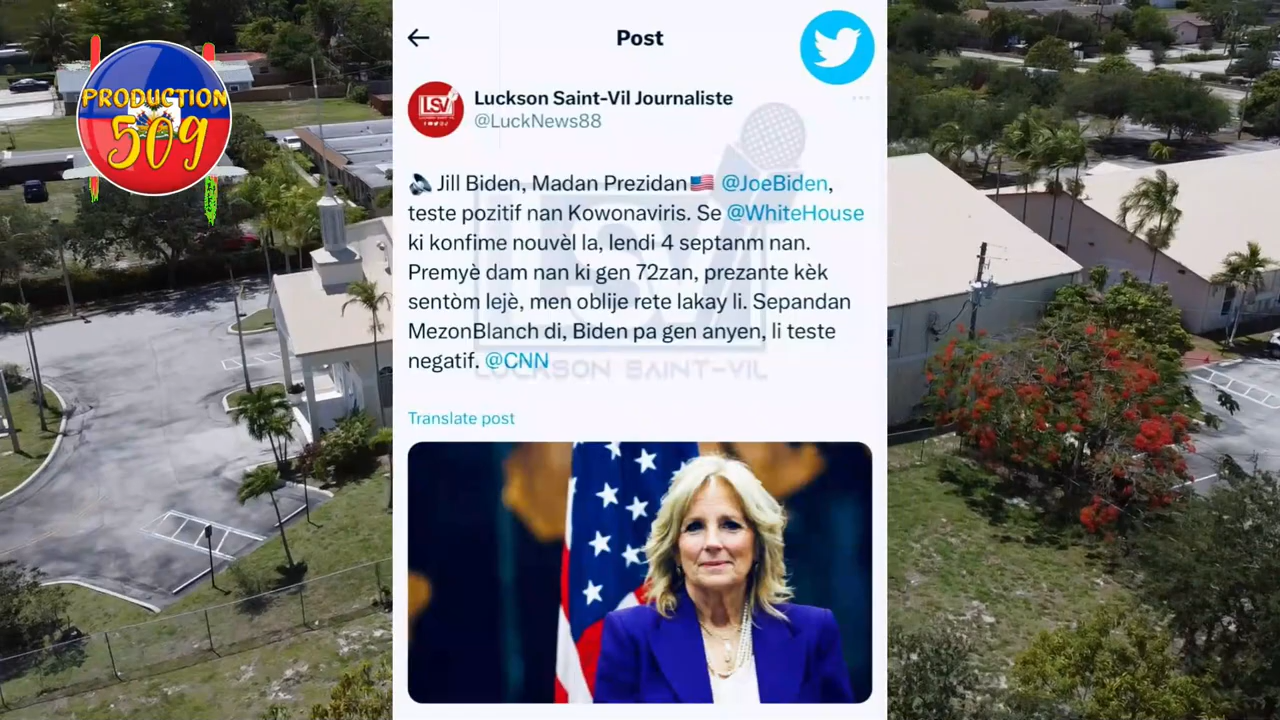 PRODUCTION
509
Post
LSV
Luckson Saint-Vil Journaliste
@LuckNews88
🔈Jill Biden, Madan Prezidan🇺🇸 @JoeBiden,
teste pozitif nan Kowonaviris. Se @WhiteHouse
ki konfime nouvèl la, lendi 4 septanm nan.
Premyè dam nan ki gen 72zan, prezante kèk
sentòm lejè, men oblije rete lakay li. Sepandan
MezonBlanch di, Biden pa gen anyen, li teste
negatif. @CNN
LUCKSON SAINT-VIL
Translate post